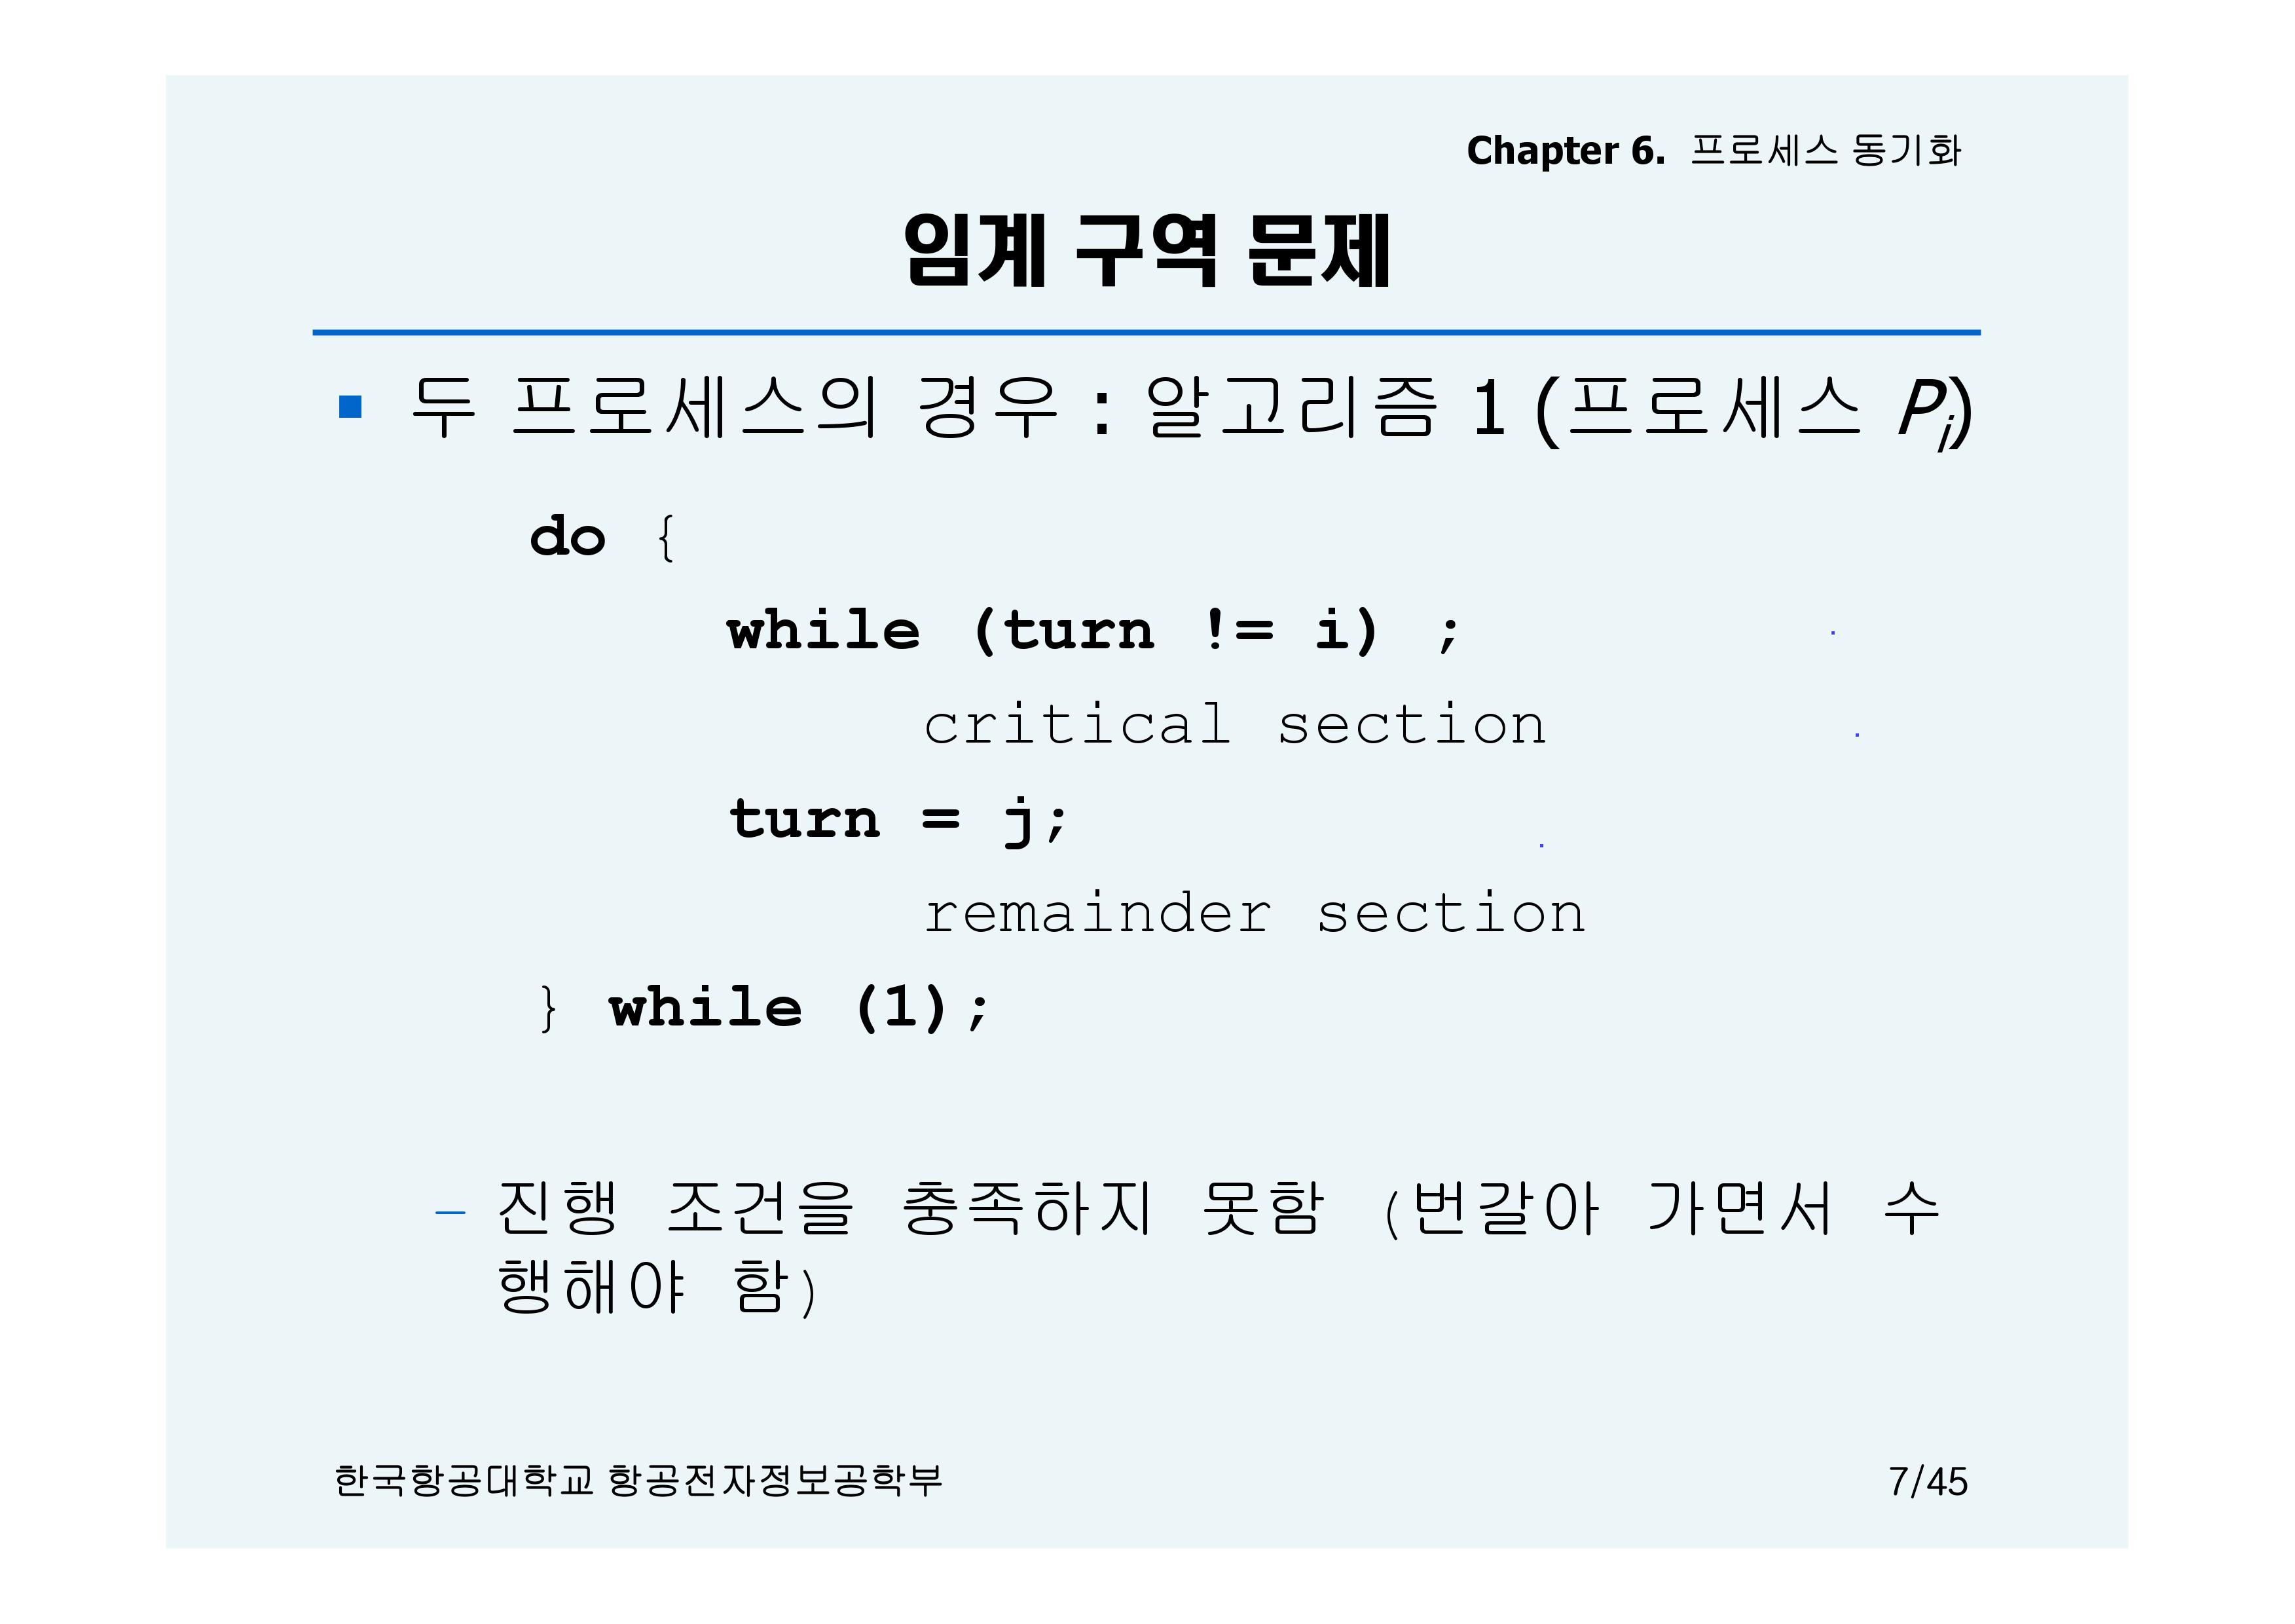 Chapter 6. 프로세스 동기화
임계 구역 문제
두 프로세스의 경우 : 알고리즘 1 (프로세스 Pi)
do {
while (turn != i) ;
critical section
turn = j;
remainder section
} while (1);
– 진행 조건을 충족하지 못함 (번갈아 가면서 수
행해야 함)
한국항공대학교 항공전자정보공학부
7/45